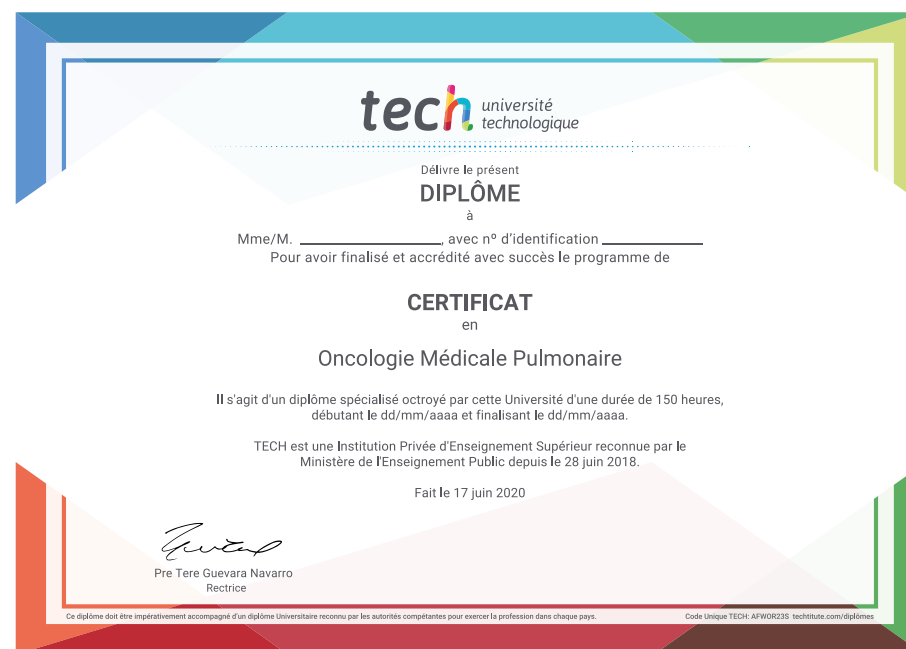 tech université
technologique
Délivre le présent
DIPLÔME
à
Mme/M. ____________________, avec nº d'identification ______________
Pour avoir finalisé et accrédité avec succès le programme de
CERTIFICAT
en
Oncologie Médicale Pulmonaire
Il s'agit d'un diplôme spécialisé octroyé par cette Université d'une durée de 150 heures,
débutant le dd/mm/aaaa et finalisant le dd/mm/aaaa.
TECH est une Institution Privée d'Enseignement Supérieur reconnue par le
Ministère de l'Enseignement Public depuis le 28 juin 2018.
Fait le 17 juin 2020
Pre Tere Guevara Navarro
Rectrice
Ce diplôme doit être impérativement accompagné d'un diplôme Universitaire reconnu par les autorités compétantes pour exercer la profession dans chaque pays.
Code Unique TECH: AFWOR23S techtitute.com/diplômes